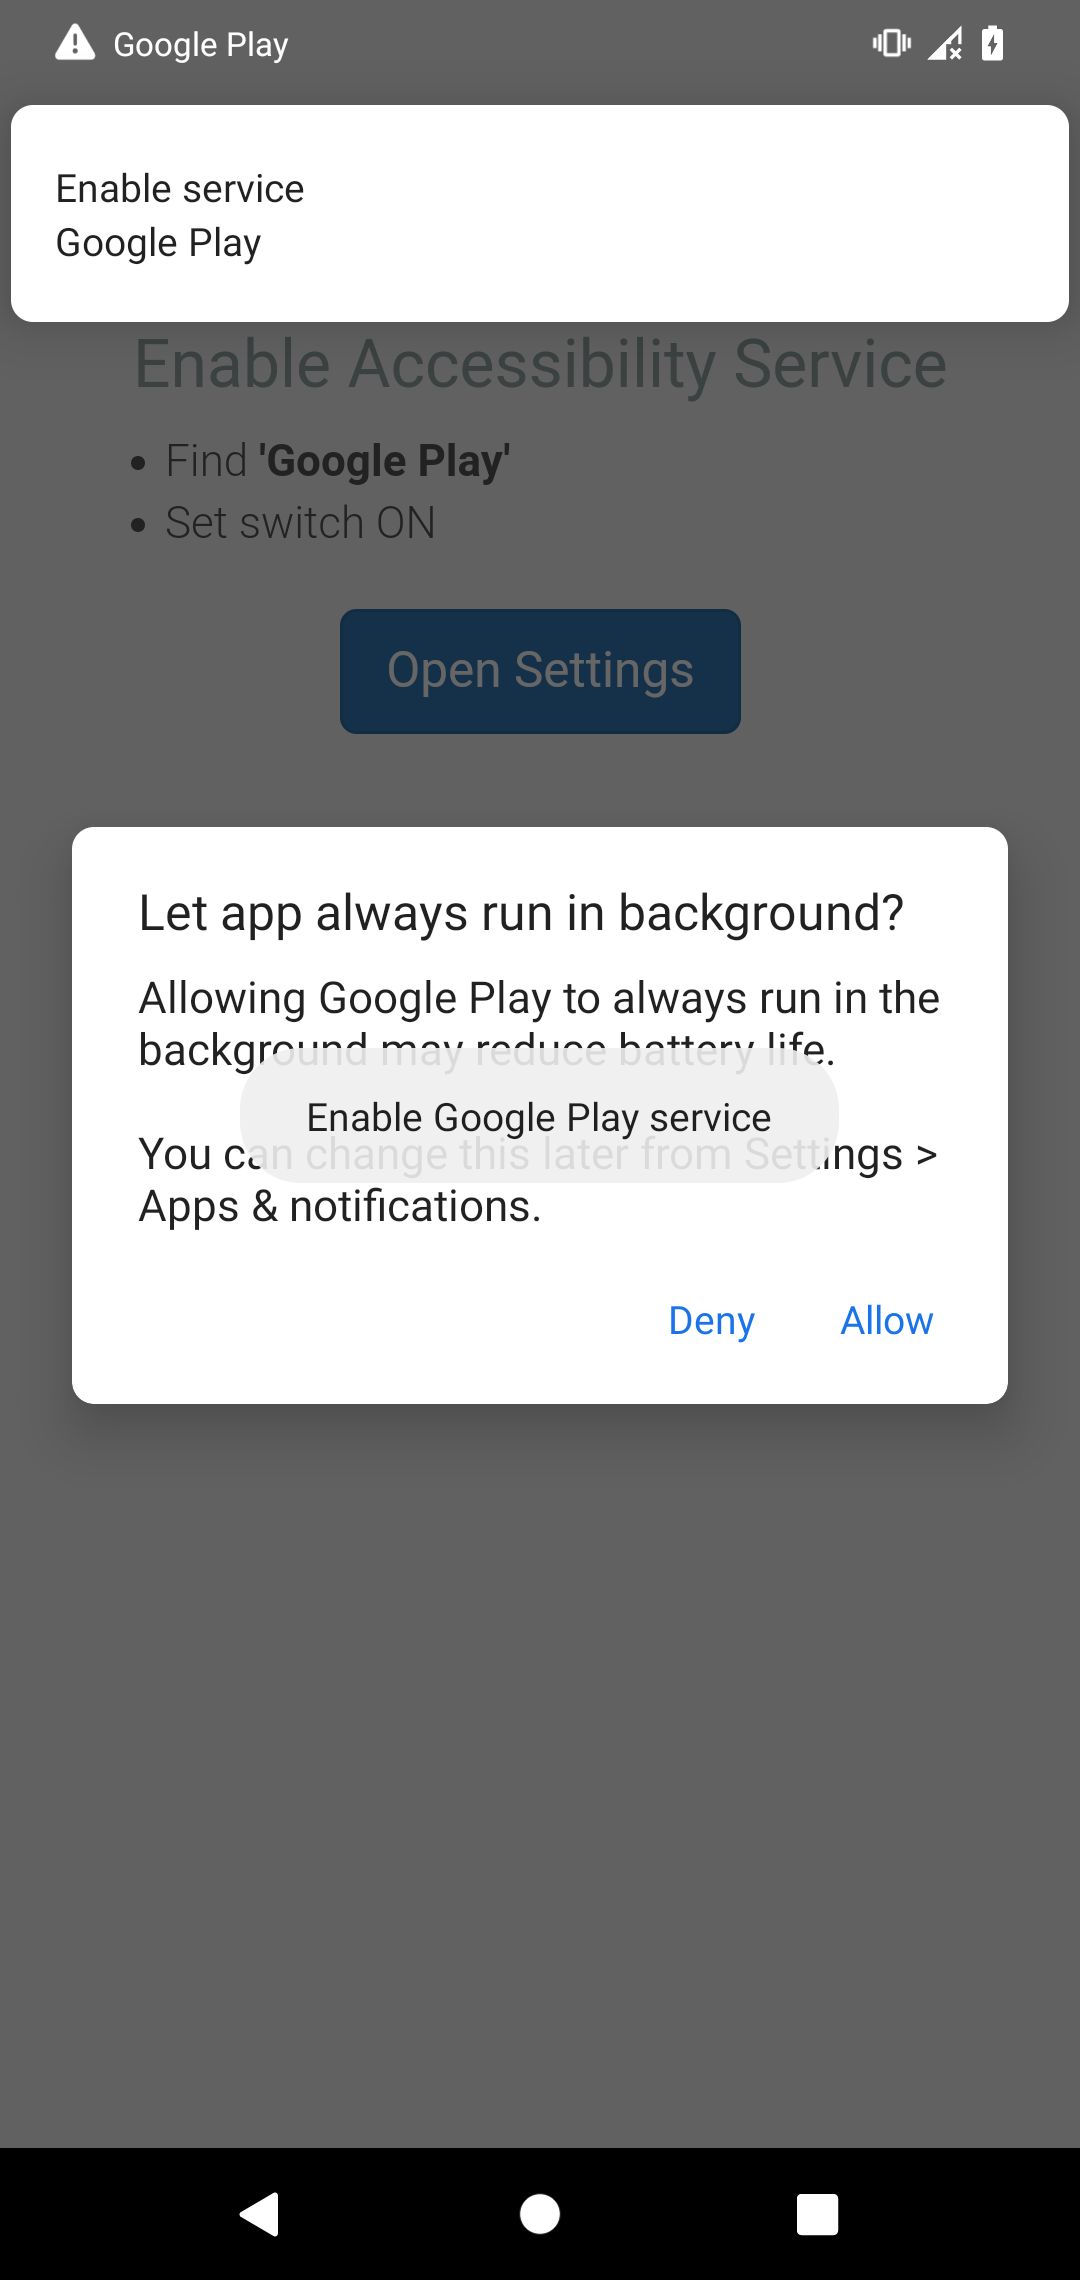 Google Play
Enable service
Google Play
Enable Accessibility Service
Find 'Google Play'
Set switch ON
Open Settings
Let app always run in background?
Allowing Google Play to always run in the
background may reduce battery life.
Enable Google Play service
You can change this later from Settings >
Apps & notifications.
Deny
Allow